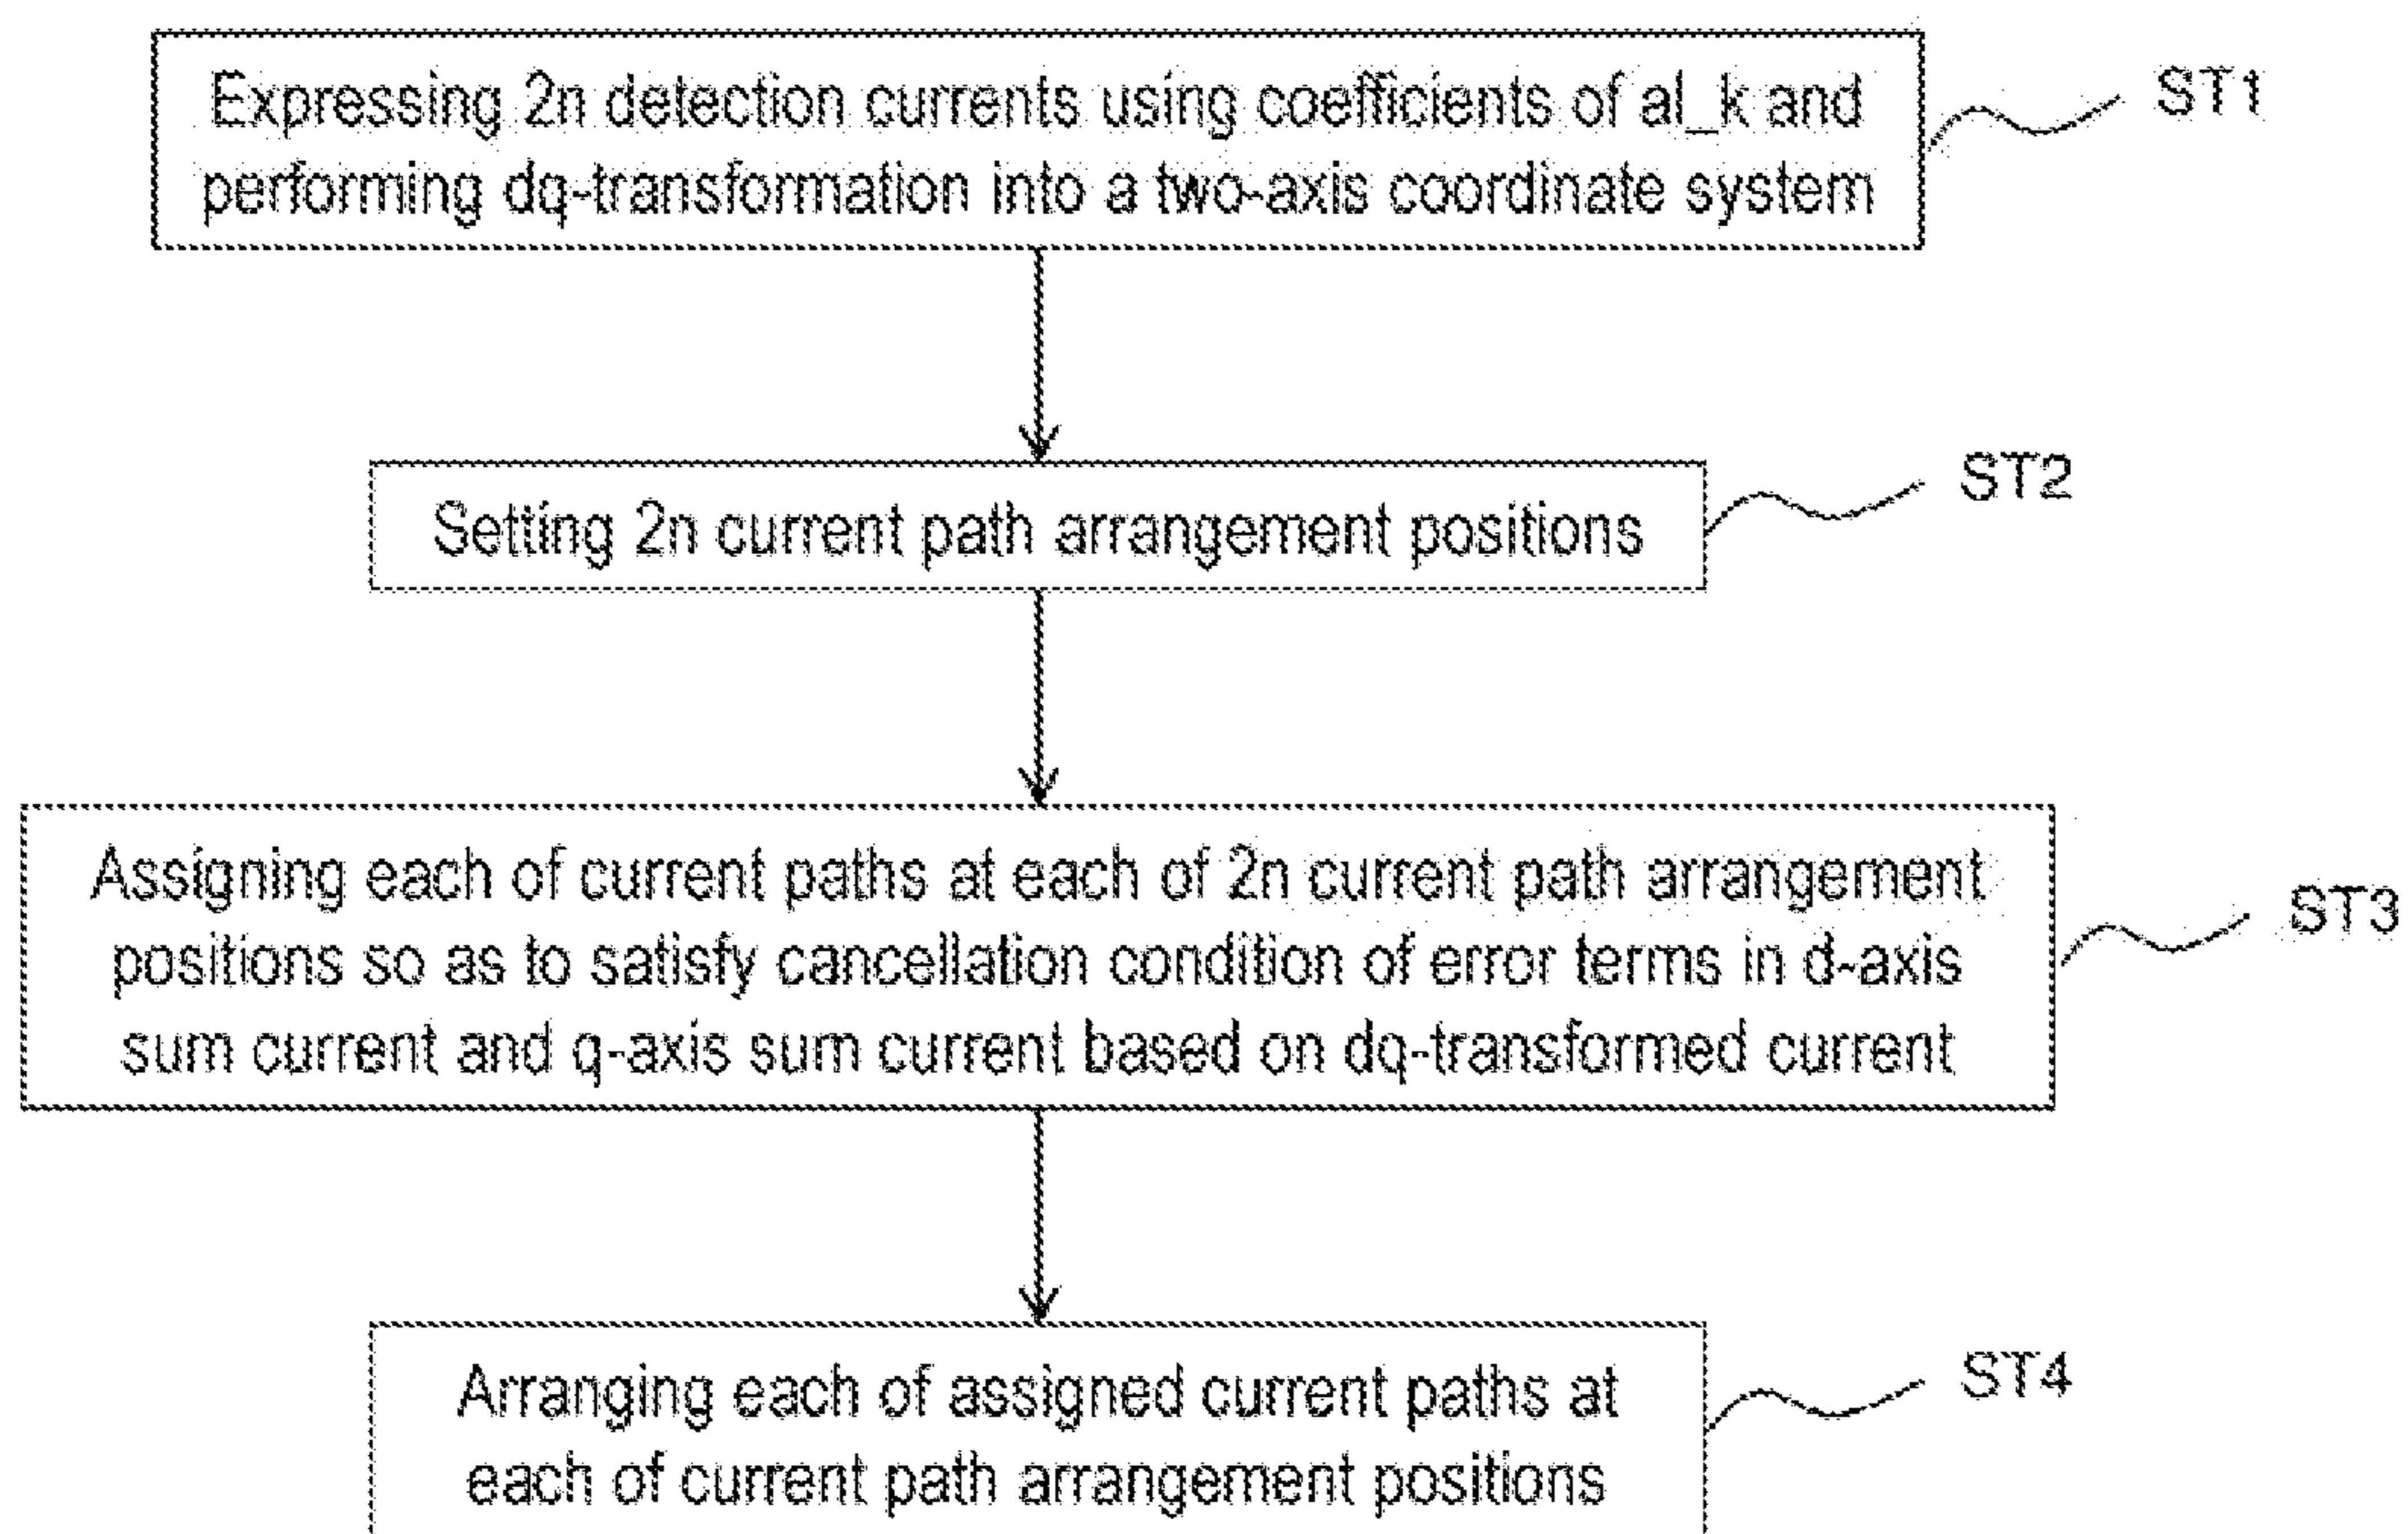 Expressing 2n detection currents using coefficients of al_k and
performing dq-transformation into a two-axis coordinate system
ST1
Setting 2n current path arrangement positions
ST2
Assigning each of current paths at each of 2n current path arrangement
positions so as to satisfy cancellation condition of error terms in d-axis
sum current and q-axis sum current based on dq-transformed current
ST3
Arranging each of assigned current paths at
each of current path arrangement positions
ST4